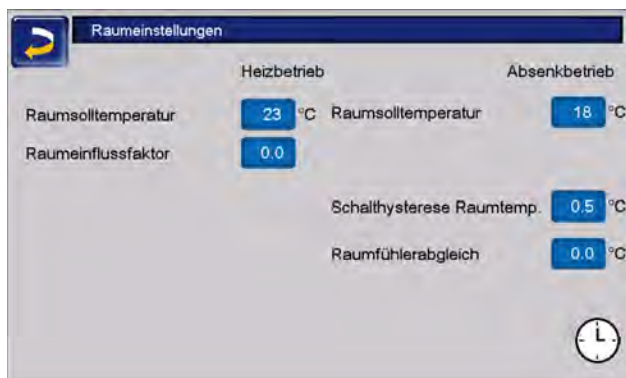 Raumeinstellungen
Heizbetrieb Absenkbetrieb
Raumsolltemperatur 23 °C Raumsolltemperatur 18 °C
Raumeinflussfaktor 0.0
Schalthysterese Raumtemp. 0.5 °C
Raumfühlerabgleich 0.0 °C